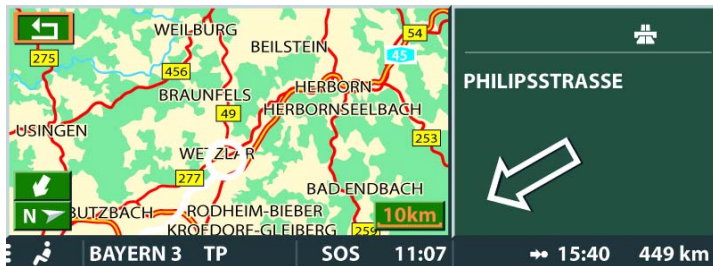 WEILBURG
54
BEILSTEIN
275
45
456
HERBORN
BRAUNFELS
HERBORNSEELBACH
49
USINGEN
253
WETZLAR
277
BAD ENDBACH
N
BUTZBACH
RODHEIM-BIEBER
10km
KROFDORF-GLEIBERG
259
PHILIPSSTRASSE
BAYERN 3 TP SOS 11:07 15:40 449 km